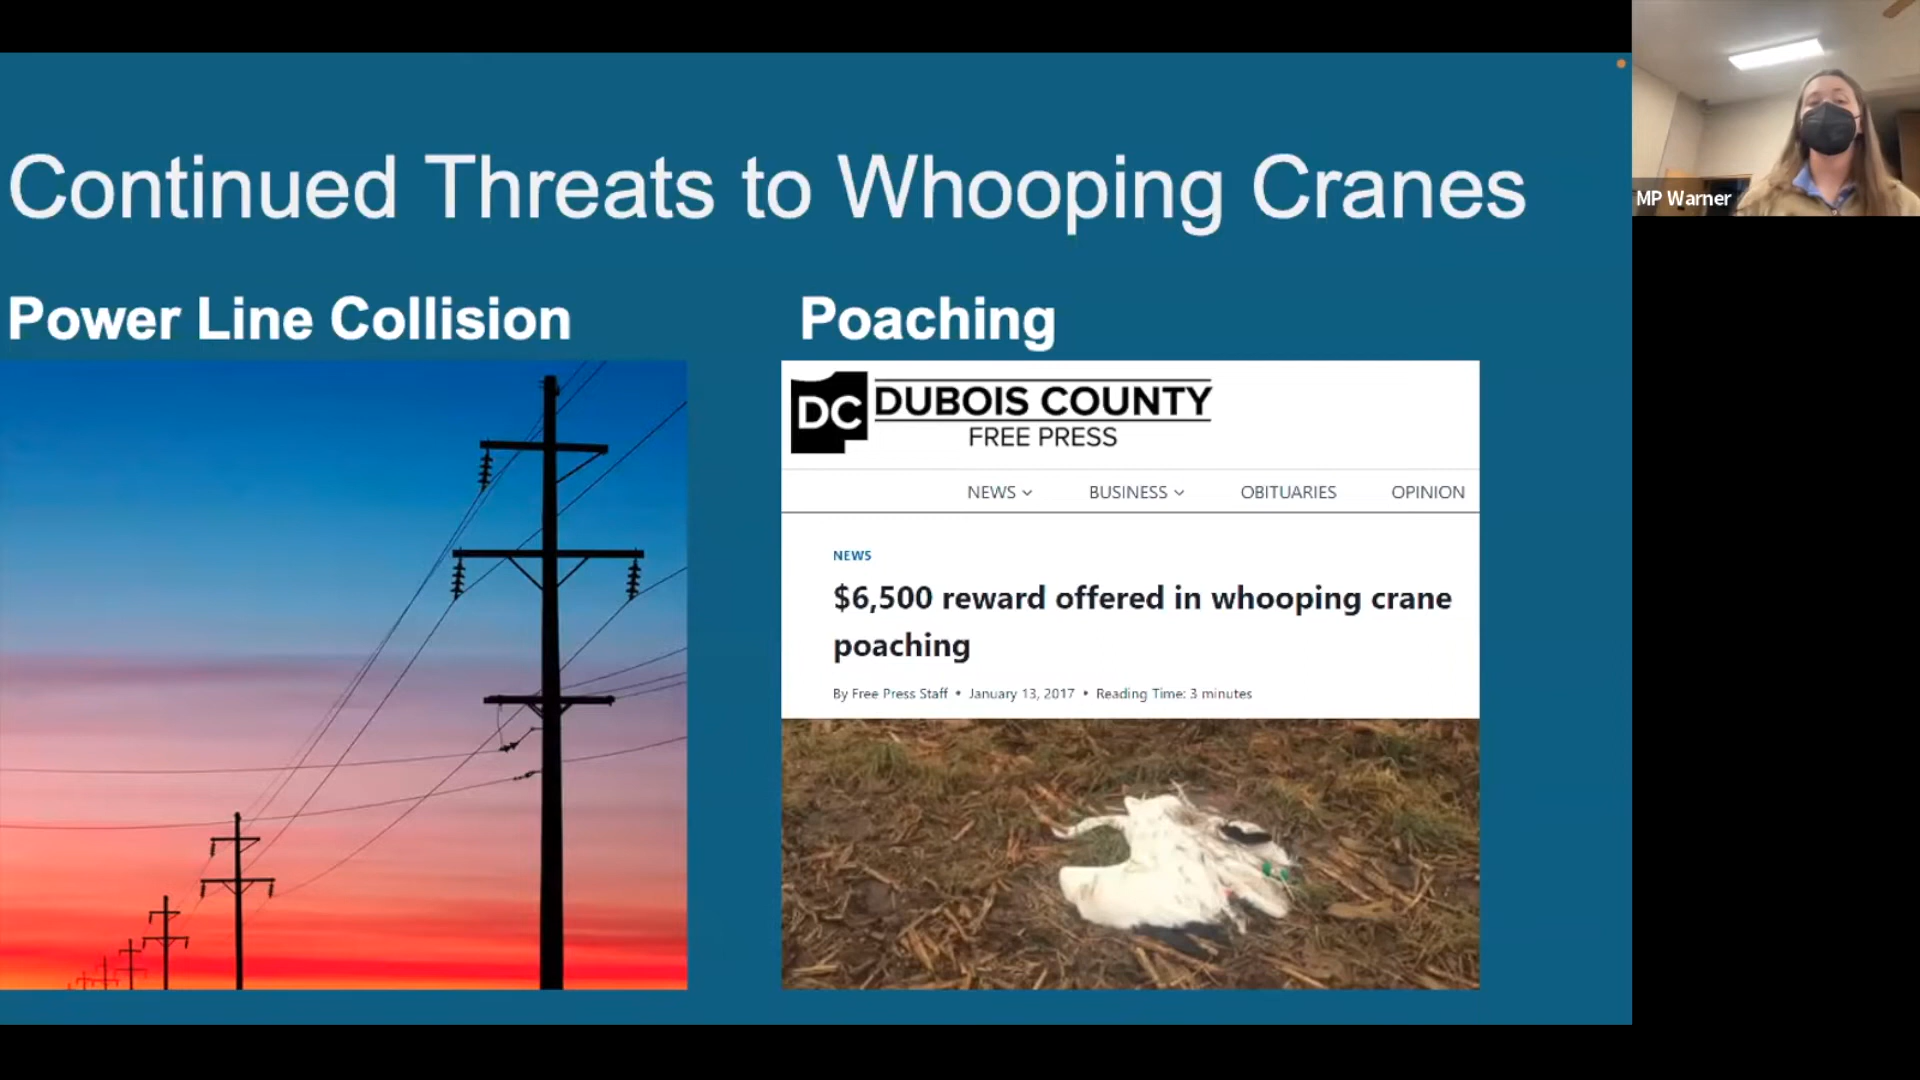 Continued Threats to Whooping Cranes
MP Warner
Power Line Collision
Poaching
DC
DUBOIS COUNTY
FREE PRESS
NEWS
BUSINESS
OBITUARIES
OPINION
NEWS
$6,500 reward offered in whooping crane
poaching
By Free Press Staff • January 13, 2017 • Reading Time: 3 minutes